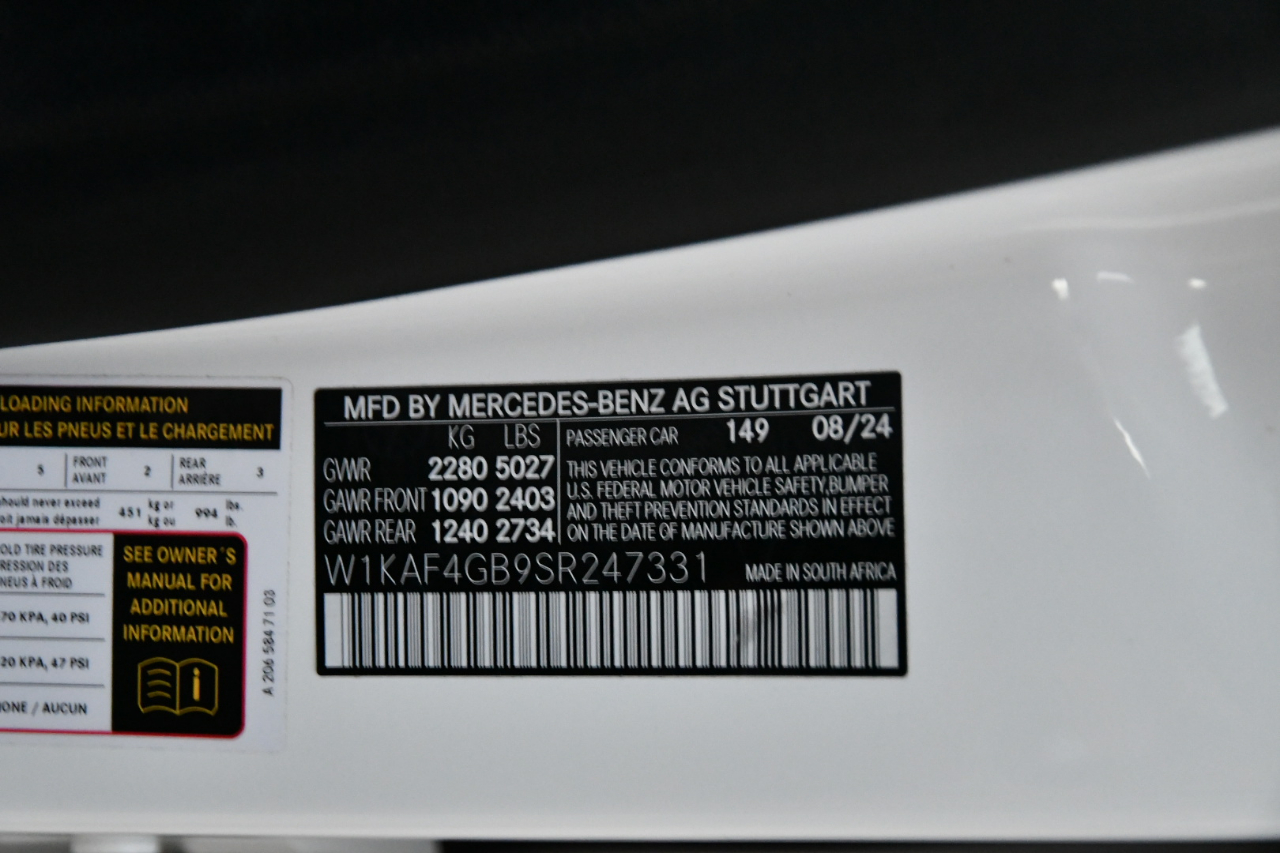 LOADING INFORMATION
UR LES PNEUS ET LE CHARGEMENT
5 FRONT AVANT 2 REAR ARRIÈRE 3
should never exceed
oit jamais dépasser
451 kg or kg ou 994 lbs. lb.
OLD TIRE PRESSURE
RESSION DES
NEUS À FROID
70 KPA, 40 PSI
20 KPA, 47 PSI
ONE / AUCUN
SEE OWNER´S
MANUAL FOR
ADDITIONAL
INFORMATION
A 206 584 71 03
MFD BY MERCEDES-BENZ AG STUTTGART
KG LBS
GVWR 2280 5027
GAWR FRONT 1090 2403
GAWR REAR 1240 2734
PASSENGER CAR 149 08/24
THIS VEHICLE CONFORMS TO ALL APPLICABLE
U.S. FEDERAL MOTOR VEHICLE SAFETY,BUMPER
AND THEFT PREVENTION STANDARDS IN EFFECT
ON THE DATE OF MANUFACTURE SHOWN ABOVE
W1KAF4GB9SR247331 MADE IN SOUTH AFRICA